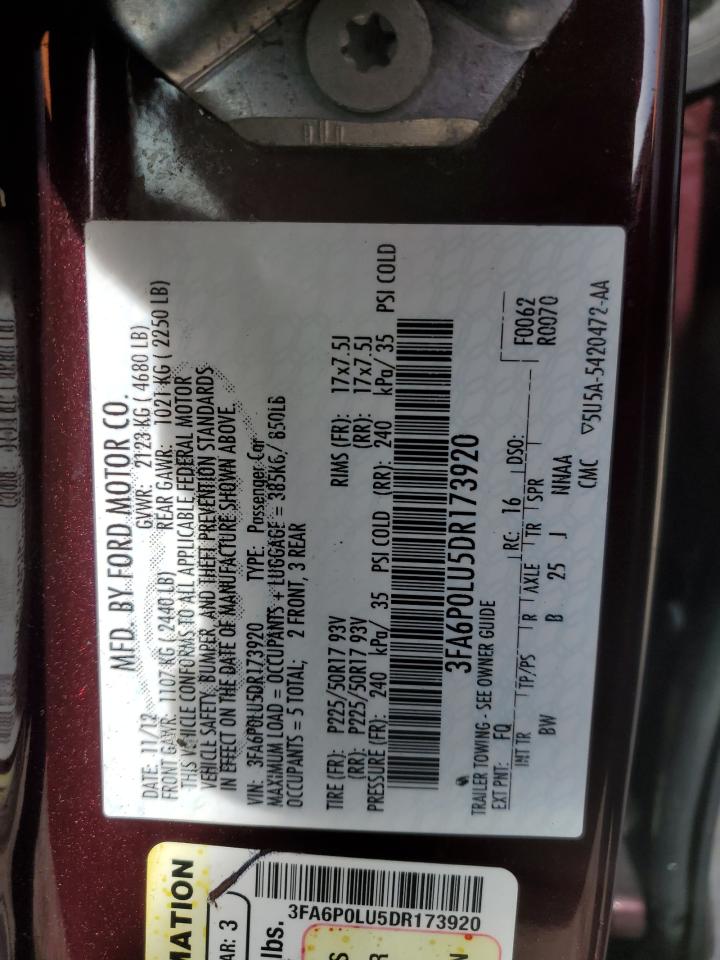 MFD. BY FORD MOTOR CO.
DATE: 11/12 GVWR: 2123 KG ( 4680 LB)
FRONT GAWR: 1107 KG ( 2440 LB) REAR GAWR: 1021 KG ( 2250 LB)
THIS VEHICLE CONFORMS TO ALL APPLICABLE FEDERAL MOTOR
VEHICLE SAFETY, BUMPER, AND THEFT PREVENTION STANDARDS
IN EFFECT ON THE DATE OF MANUFACTURE SHOWN ABOVE.
VIN: 3FA6P0LU5DR173920 TYPE: Passenger Car
MAXIMUM LOAD = OCCUPANTS + LUGGAGE = 385KG/ 850LB
OCCUPANTS = 5 TOTAL; 2 FRONT, 3 REAR
TIRE (FR): P225/50R17 93V RIMS (FR): 17x7.5J
(RR): P225/50R17 93V (RR): 17x7.5J
PRESSURE (FR): 240 kPa/ 35 PSI COLD (RR): 240 kPa/ 35 PSI COLD
3FA6P0LU5DR173920
TRAILER TOWING - SEE OWNER GUIDE
F0062
EXT PNT: FQ RC: 16 DSO: R0070
INT TR TP/PS R AXLE TR SPR
BW B 25 J NNAA
CMC ▽5U5A-5420472-AA
MATION
AR: 3
lbs.
3FA6P0LU5DR173920